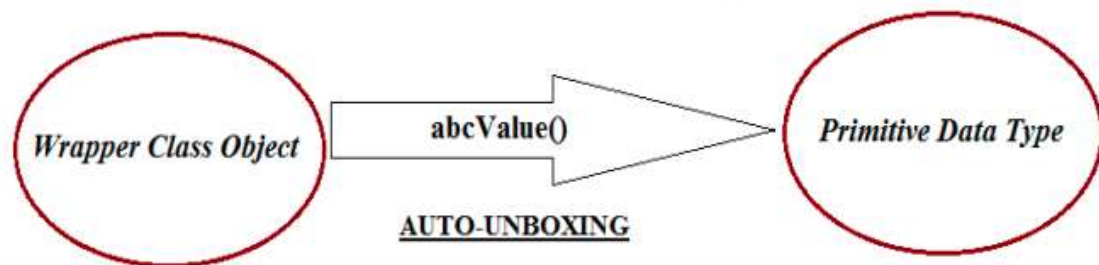 Wrapper Class Object
abcValue()
Primitive Data Type
AUTO-UNBOXING